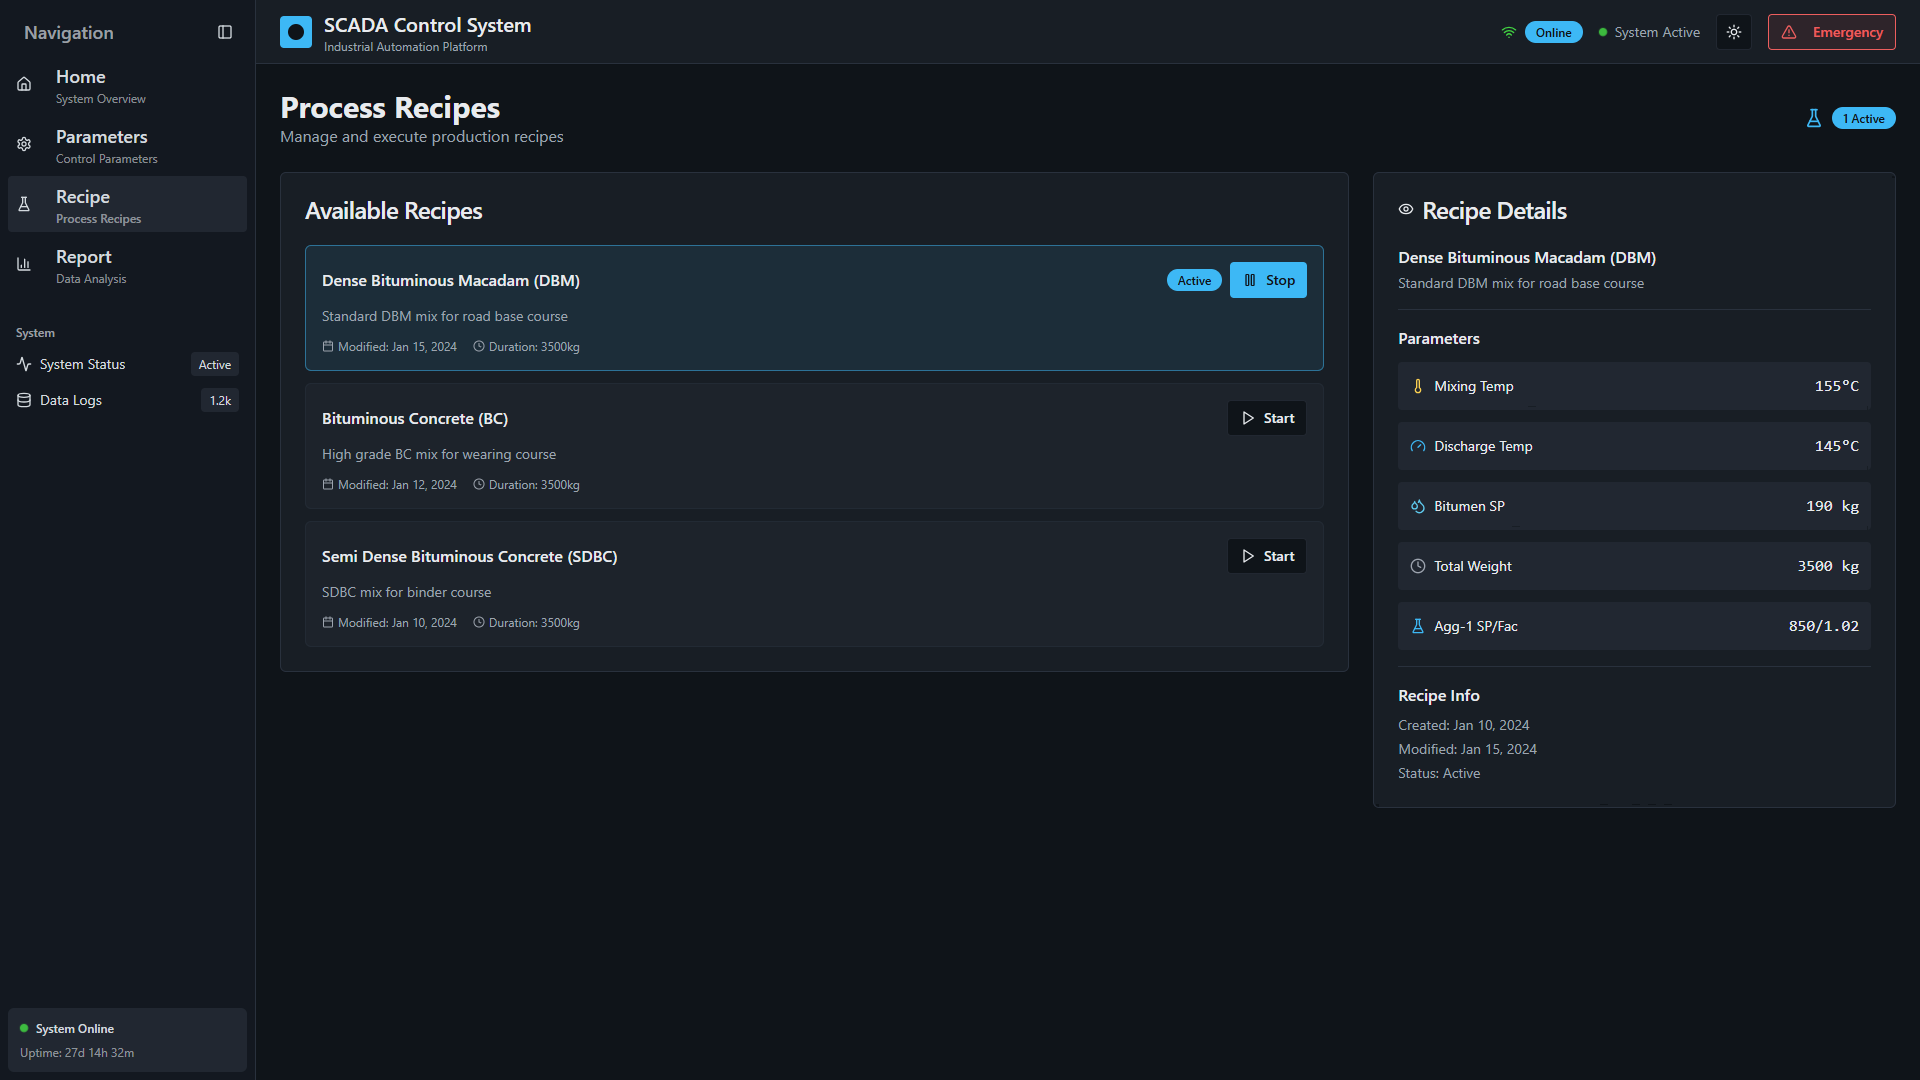 Navigation
Home
System Overview
Parameters
Control Parameters
Recipe
Process Recipes
Report
Data Analysis
System
System Status
Active
Data Logs
1.2k
System Online
Uptime: 27d 14h 32m
SCADA Control System
Industrial Automation Platform
Online
System Active
Emergency
Process Recipes
Manage and execute production recipes
1 Active
Available Recipes
Dense Bituminous Macadam (DBM)
Active
Stop
Standard DBM mix for road base course
Modified: Jan 15, 2024 Duration: 3500kg
Bituminous Concrete (BC)
Start
High grade BC mix for wearing course
Modified: Jan 12, 2024 Duration: 3500kg
Semi Dense Bituminous Concrete (SDBC)
Start
SDBC mix for binder course
Modified: Jan 10, 2024 Duration: 3500kg
Recipe Details
Dense Bituminous Macadam (DBM)
Standard DBM mix for road base course
Parameters
Mixing Temp 155°C
Discharge Temp 145°C
Bitumen SP 190 kg
Total Weight 3500 kg
Agg-1 SP/Fac 850/1.02
Recipe Info
Created: Jan 10, 2024
Modified: Jan 15, 2024
Status: Active